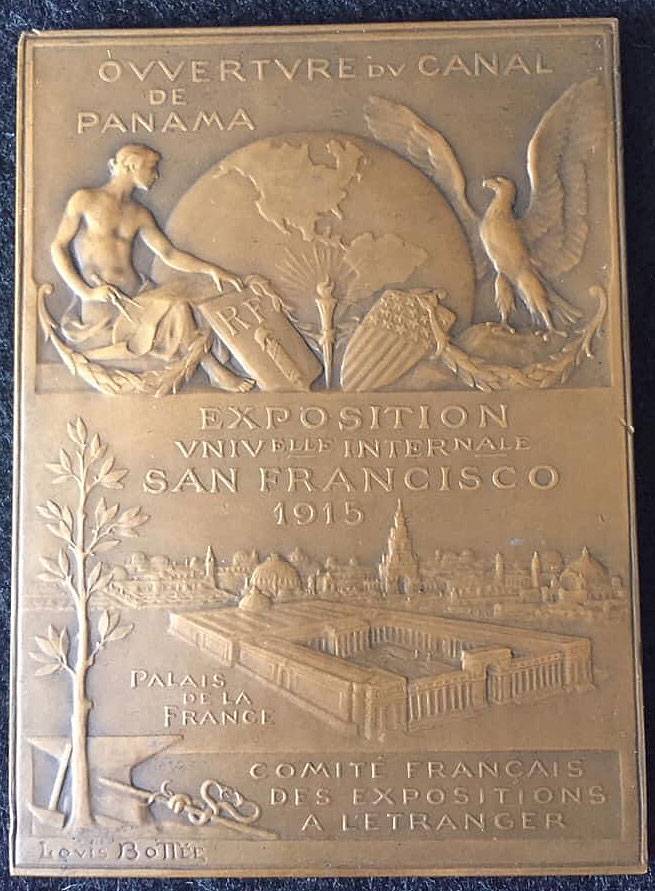 OVVERTVRE DV CANAL
DE
PANAMA
RF
EXPOSITION
VNIVELLE INTERNALE
SAN FRANCISCO
1915
PALAIS
DE LA
FRANCE
COMITÉ FRANÇAIS
DES EXPOSITIONS
A L'ETRANGER
LOVIS BOTTÉE